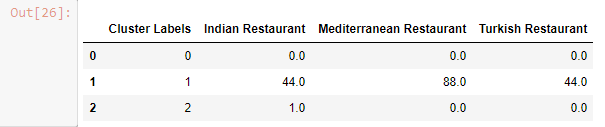 Out[26]:
Cluster Labels Indian Restaurant Mediterranean Restaurant Turkish Restaurant
0 0 0.0 0.0 0.0
1 1 44.0 88.0 44.0
2 2 1.0 0.0 0.0